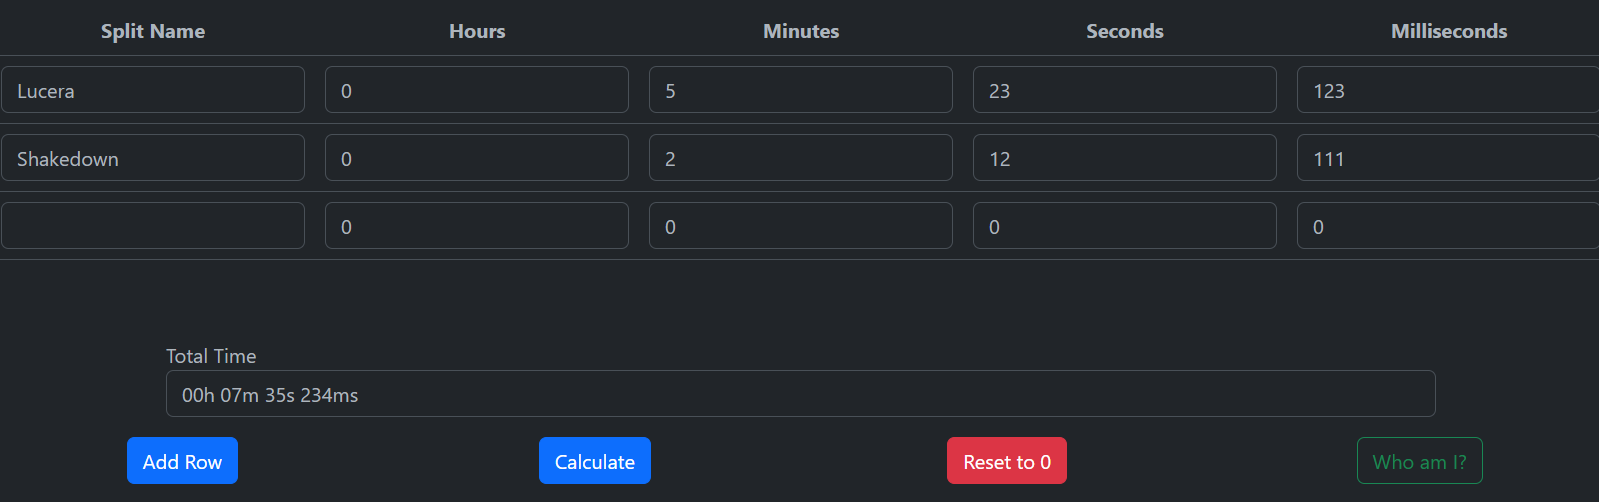 Split Name Hours Minutes Seconds Milliseconds
Lucera 0 5 23 123
Shakedown 0 2 12 111
0 0 0 0
Total Time
00h 07m 35s 234ms
Add Row Calculate Reset to 0 Who am I?